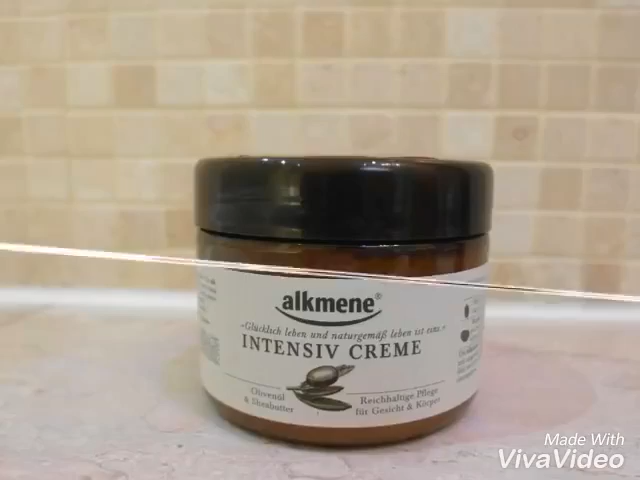 alkmene®
»Glücklich leben und naturgemäß leben ist eins.«
INTENSIV CREME
Olivenöl
& Sheabutter
Reichhaltige Pflege
für Gesicht & Körper
Made With
VivaVideo